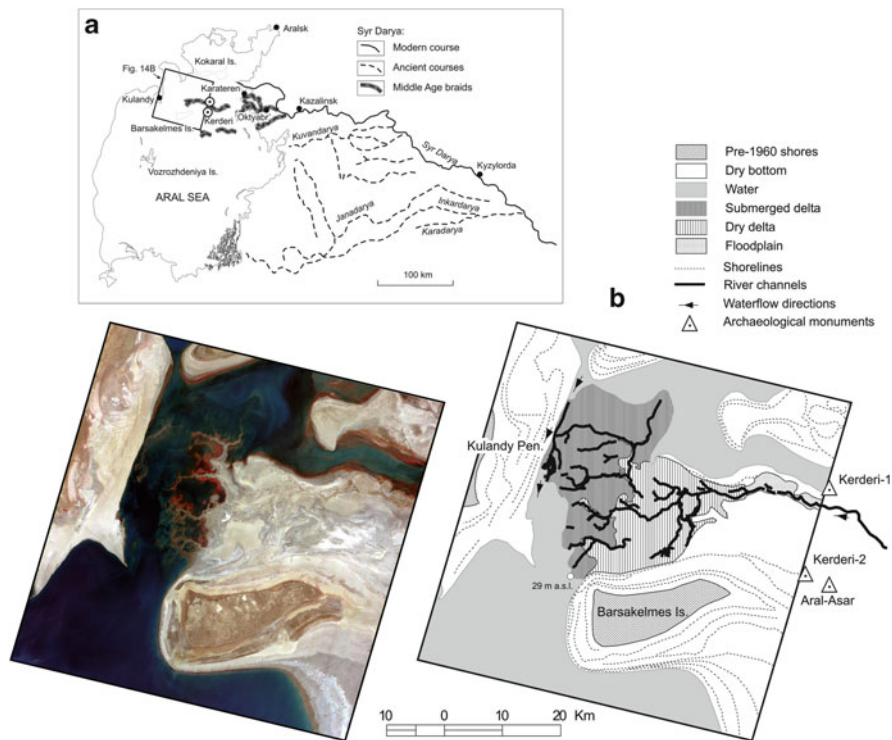 a
Aralsk
Kokaral Is.
Fig. 14B
Karateren
Kulandy
Oktyabr'
Kazalinsk
Kerderi
Barsakelmes Is.
Kuvandarya
Vozrozhdeniya Is.
Syr Darya
Kyzylorda
ARAL SEA
Janadarya
Inkardarya
Karadarya
100 km
Syr Darya:
Modern course
Ancient courses
Middle Age braids
Pre-1960 shores
Dry bottom
Water
Submerged delta
Dry delta
Floodplain
Shorelines
River channels
Waterflow directions
Archaeological monuments
b
Kulandy Pen.
Kerderi-1
Kerderi-2
29 m a.s.l.
Aral-Asar
Barsakelmes Is.
10 0 10 20 Km